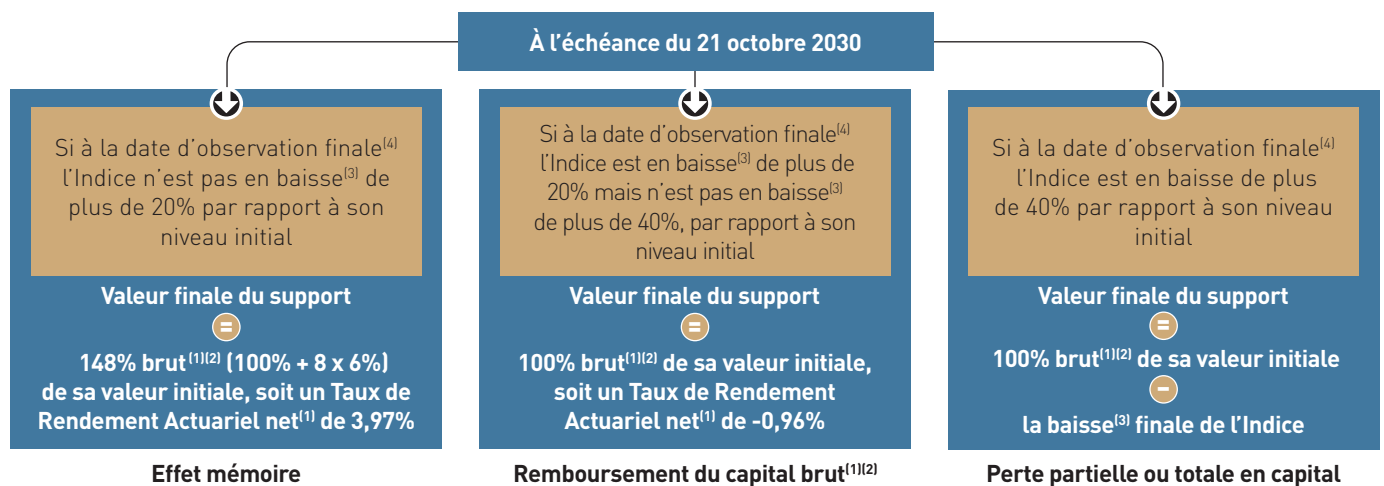 À l'échéance du 21 octobre 2030
Si à la date d'observation finale(4)
l'Indice n'est pas en baisse(3) de
plus de 20% par rapport à son
niveau initial
Valeur finale du support
=
148% brut(1)(2) (100% + 8 x 6%)
de sa valeur initiale, soit un Taux de
Rendement Actuariel net(1) de 3,97%
Effet mémoire
Si à la date d'observation finale(4)
l'Indice est en baisse(3) de plus de
20% mais n'est pas en baisse(3)
de plus de 40%, par rapport à son
niveau initial
Valeur finale du support
=
100% brut(1)(2) de sa valeur initiale,
soit un Taux de Rendement
Actuariel net(1) de -0,96%
Remboursement du capital brut(1)(2)
Si à la date d'observation finale(4)
l'Indice est en baisse de plus
de 40% par rapport à son niveau
initial
Valeur finale du support
=
100% brut(1)(2) de sa valeur initiale
-
la baisse(3) finale de l'Indice
Perte partielle ou totale en capital